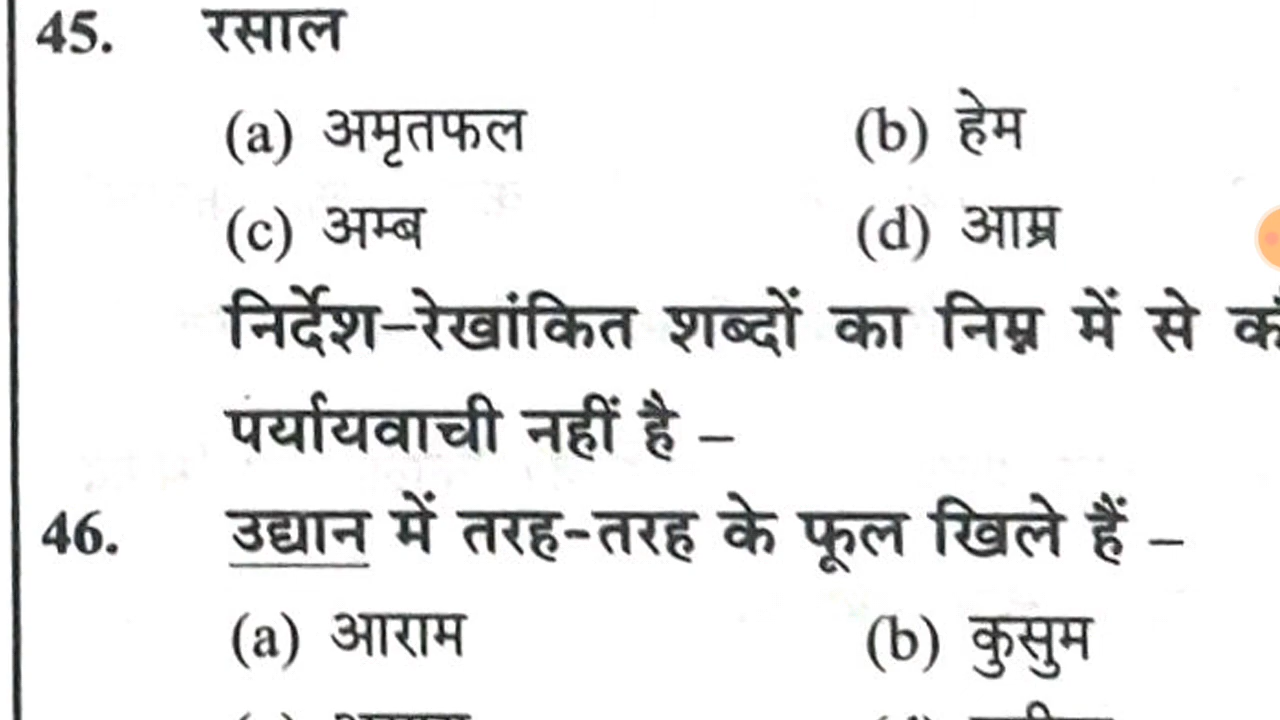 45. रसाल
(a) अमृतफल (b) हेम
(c) अम्ब (d) आम्र
निर्देश–रेखांकित शब्दों का निम्न में से
पर्यायवाची नहीं है –
46. उद्यान में तरह-तरह के फूल खिले हैं –
(a) आराम (b) कुसुम